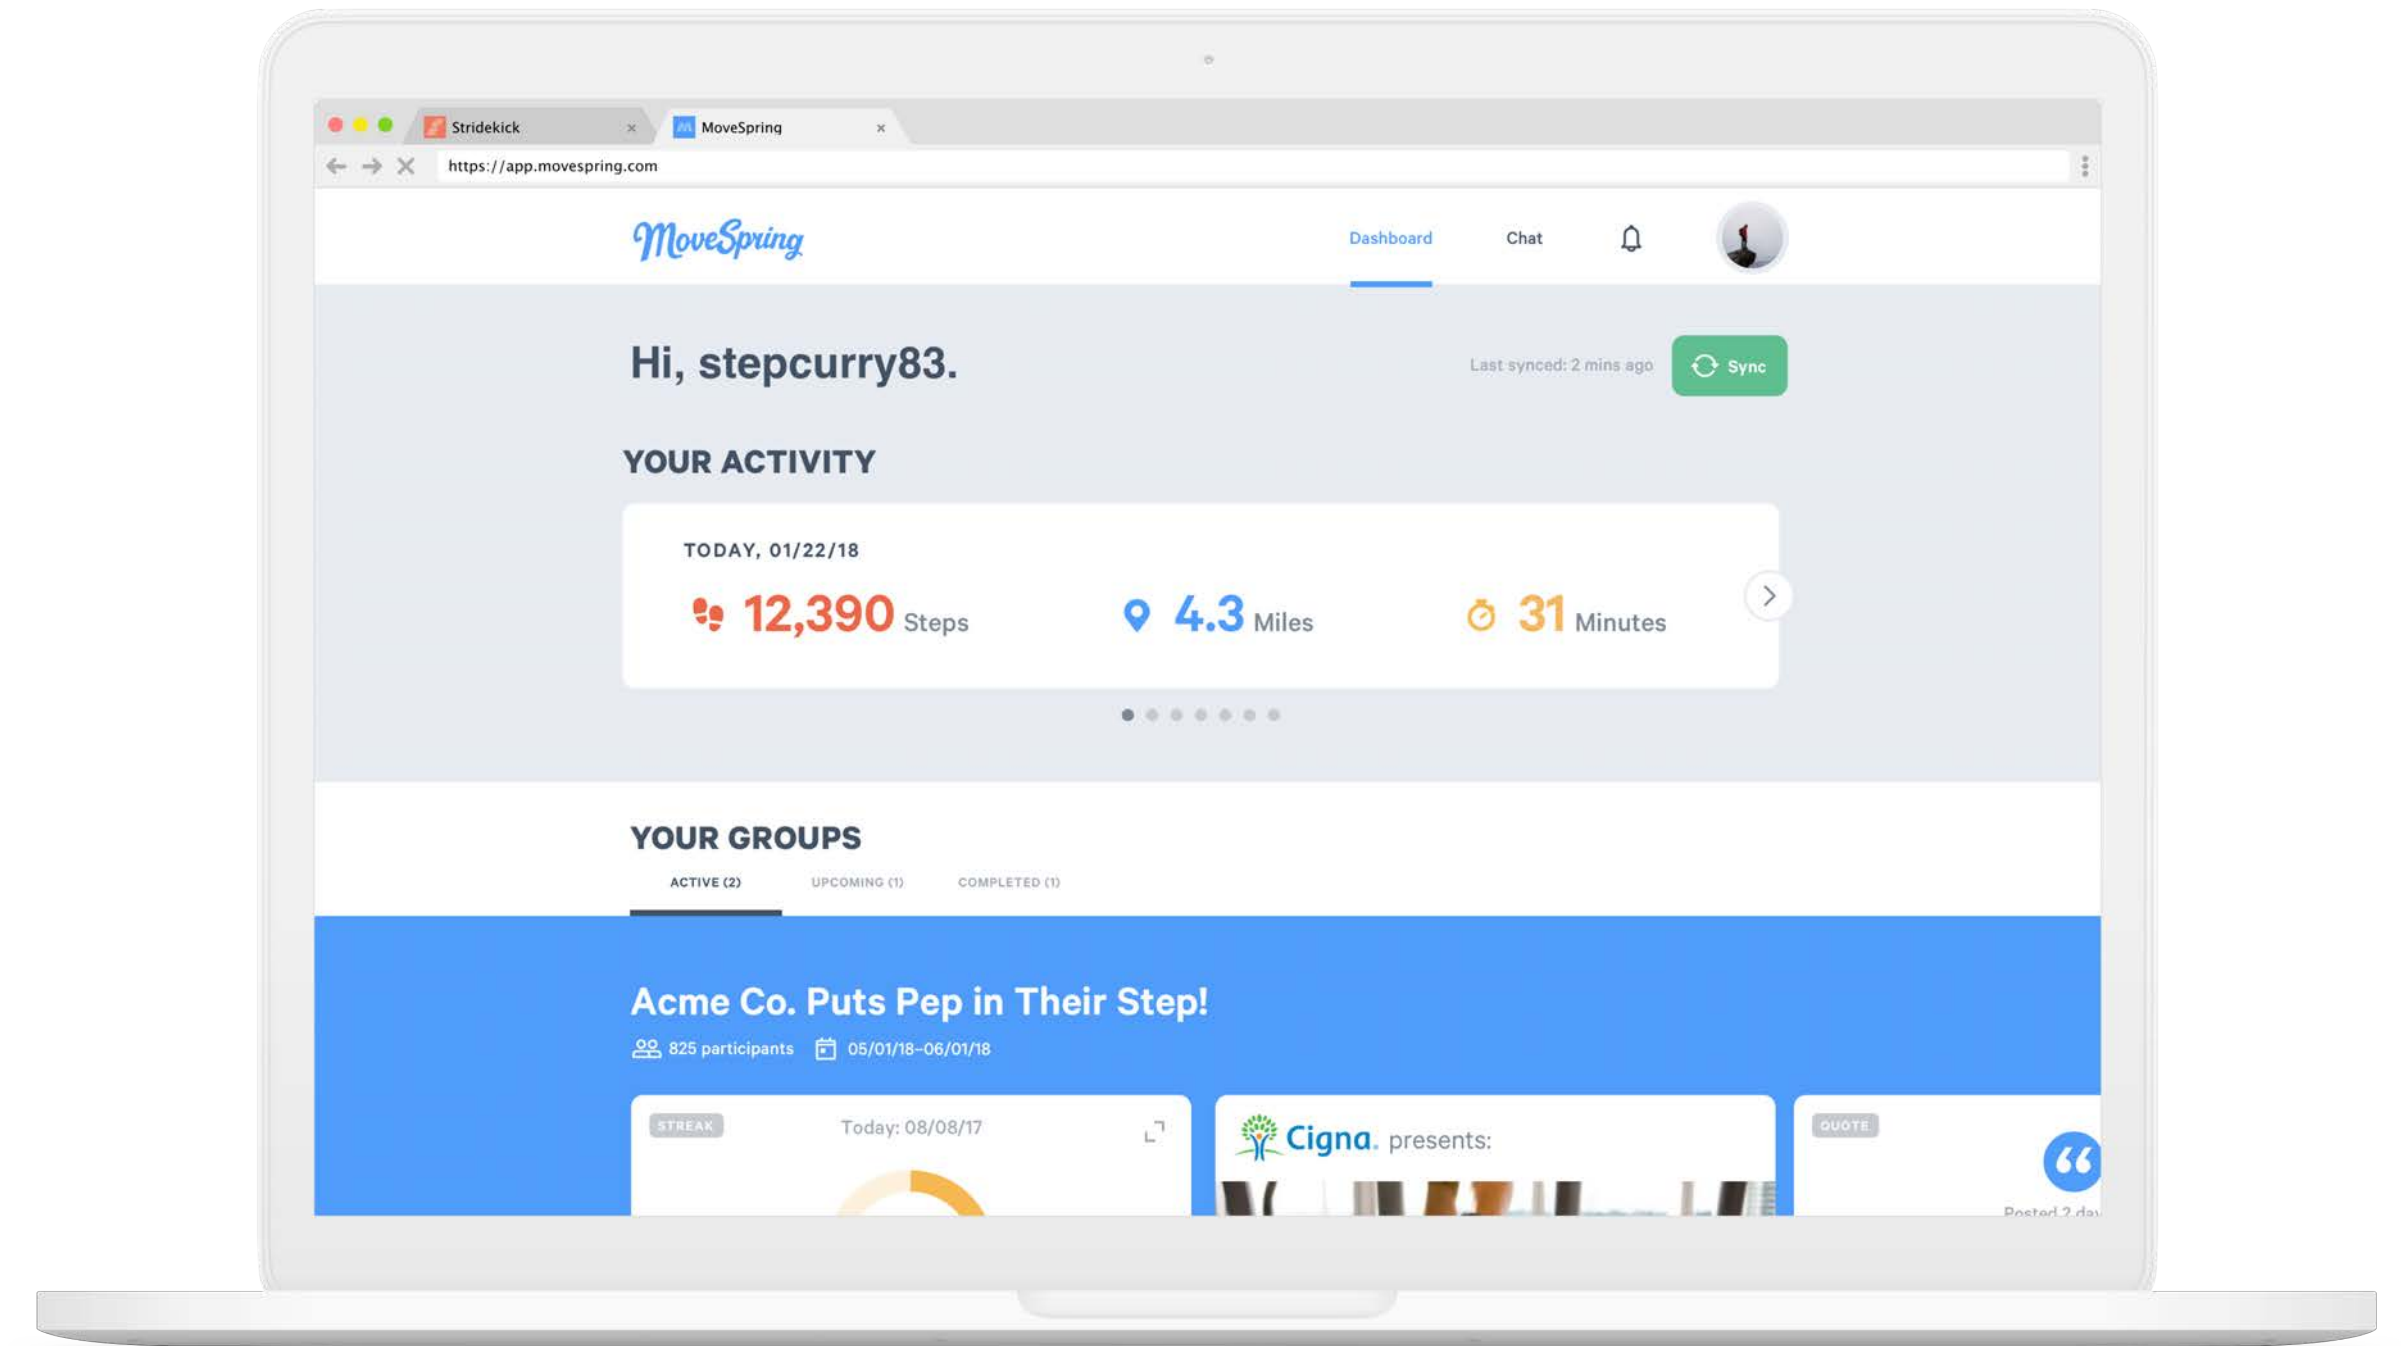 Stridekick
MoveSpring
https://app.movespring.com
MoveSpring
Dashboard
Chat
Hi, stepcurry83.
Last synced: 2 mins ago
Sync
YOUR ACTIVITY
TODAY, 01/22/18
12,390 Steps
4.3 Miles
31 Minutes
YOUR GROUPS
ACTIVE (2)
UPCOMING (1)
COMPLETED (1)
Acme Co. Puts Pep in Their Step!
825 participants
05/01/18–06/01/18
STREAK
Today: 08/08/17
Cigna. presents:
QUOTE
“
Posted 2 day